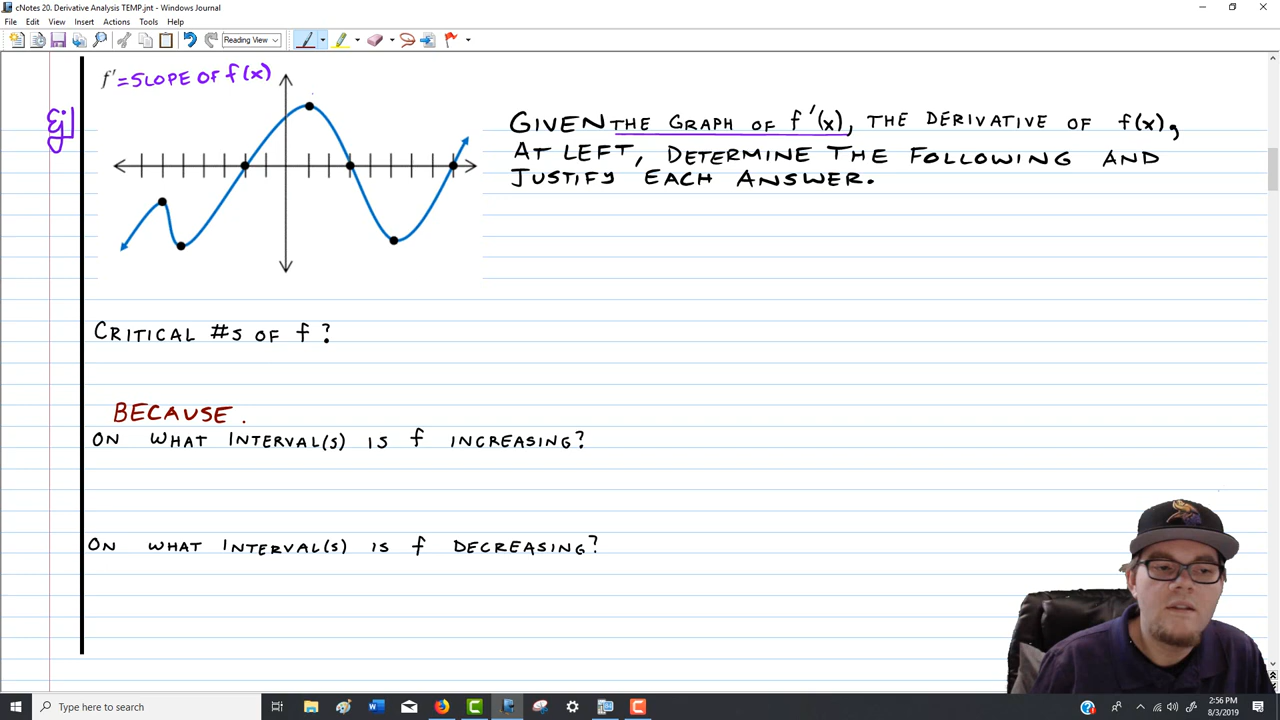 cNotes 20. Derivative Analysis TEMP.jnt - Windows Journal
File Edit View Insert Actions Tools Help
Reading View
f' = SLOPE OF f(x)
Ej
GIVEN THE GRAPH OF f'(x), THE DERIVATIVE OF f(x),
AT LEFT, DETERMINE THE FOLLOWING AND
JUSTIFY EACH ANSWER.
CRITICAL #s OF f?
BECAUSE.
ON WHAT INTERVAL(S) IS f INCREASING?
ON WHAT INTERVAL(S) IS f DECREASING?
Type here to search
2:56 PM
8/3/2019